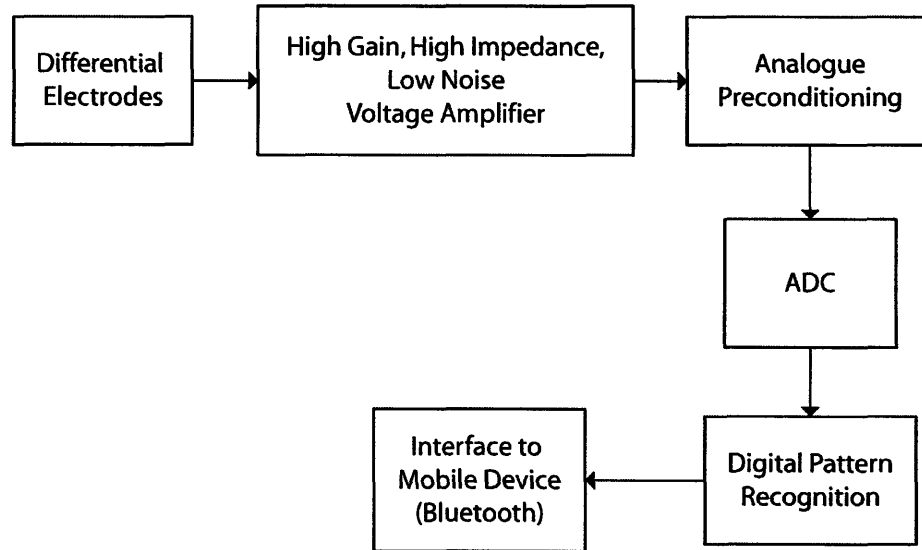 Differential
Electrodes
High Gain, High Impedance,
Low Noise
Voltage Amplifier
Analogue
Preconditioning
ADC
Digital Pattern
Recognition
Interface to
Mobile Device
(Bluetooth)